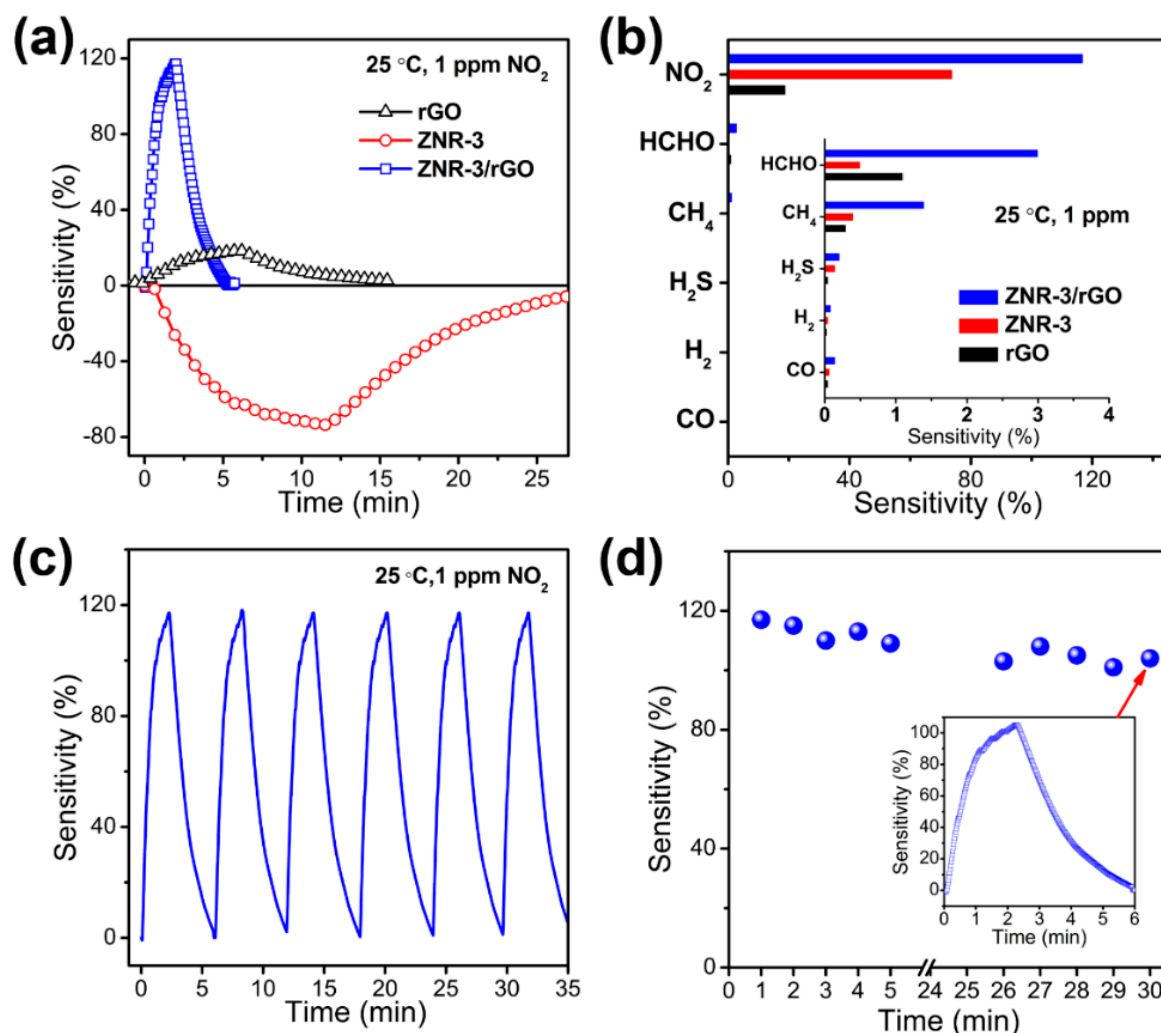 (a)
25 °C, 1 ppm NO₂
rGO
ZNR-3
ZNR-3/rGO
Sensitivity (%)
120
80
40
0
-40
-80
0 5 10 15 20 25
Time (min)
(b)
NO₂
HCHO
CH₄
H₂S
H₂
CO
HCHO
CH₄
H₂S
H₂
CO
25 °C, 1 ppm
ZNR-3/rGO
ZNR-3
rGO
0 1 2 3 4
Sensitivity (%)
0 40 80 120
Sensitivity (%)
(c)
25 °C,1 ppm NO₂
Sensitivity (%)
120
80
40
0
0 5 10 15 20 25 30 35
Time (min)
(d)
Sensitivity (%)
120
80
40
0
Sensitivity (%)
100
80
60
40
20
0
0 1 2 3 4 5 6
Time (min)
0 1 2 3 4 5 24 25 26 27 28 29 30
Time (min)